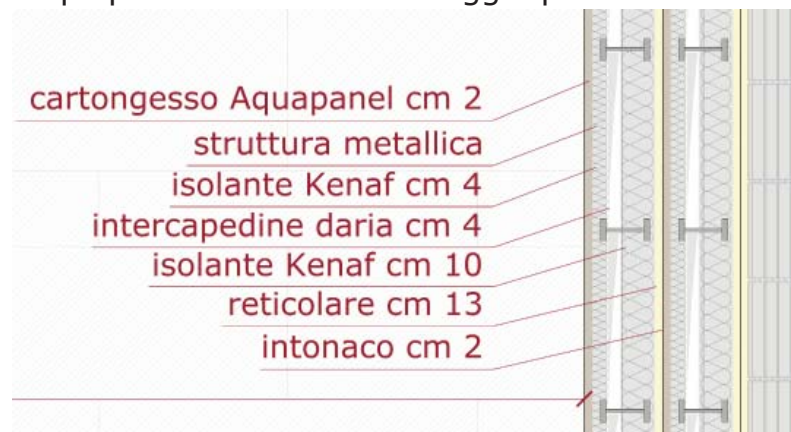 cartongesso Aquapanel cm 2
struttura metallica
isolante Kenaf cm 4
intercapedine daria cm 4
isolante Kenaf cm 10
reticolare cm 13
intonaco cm 2